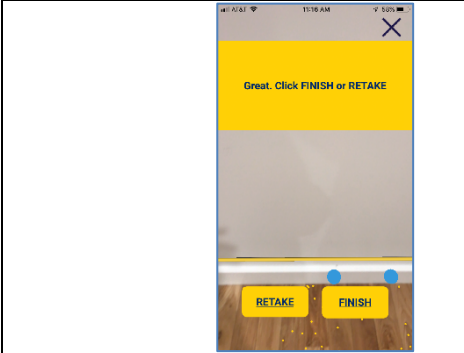 AT&T 11:16 AM 50%
Great. Click FINISH or RETAKE
RETAKE FINISH